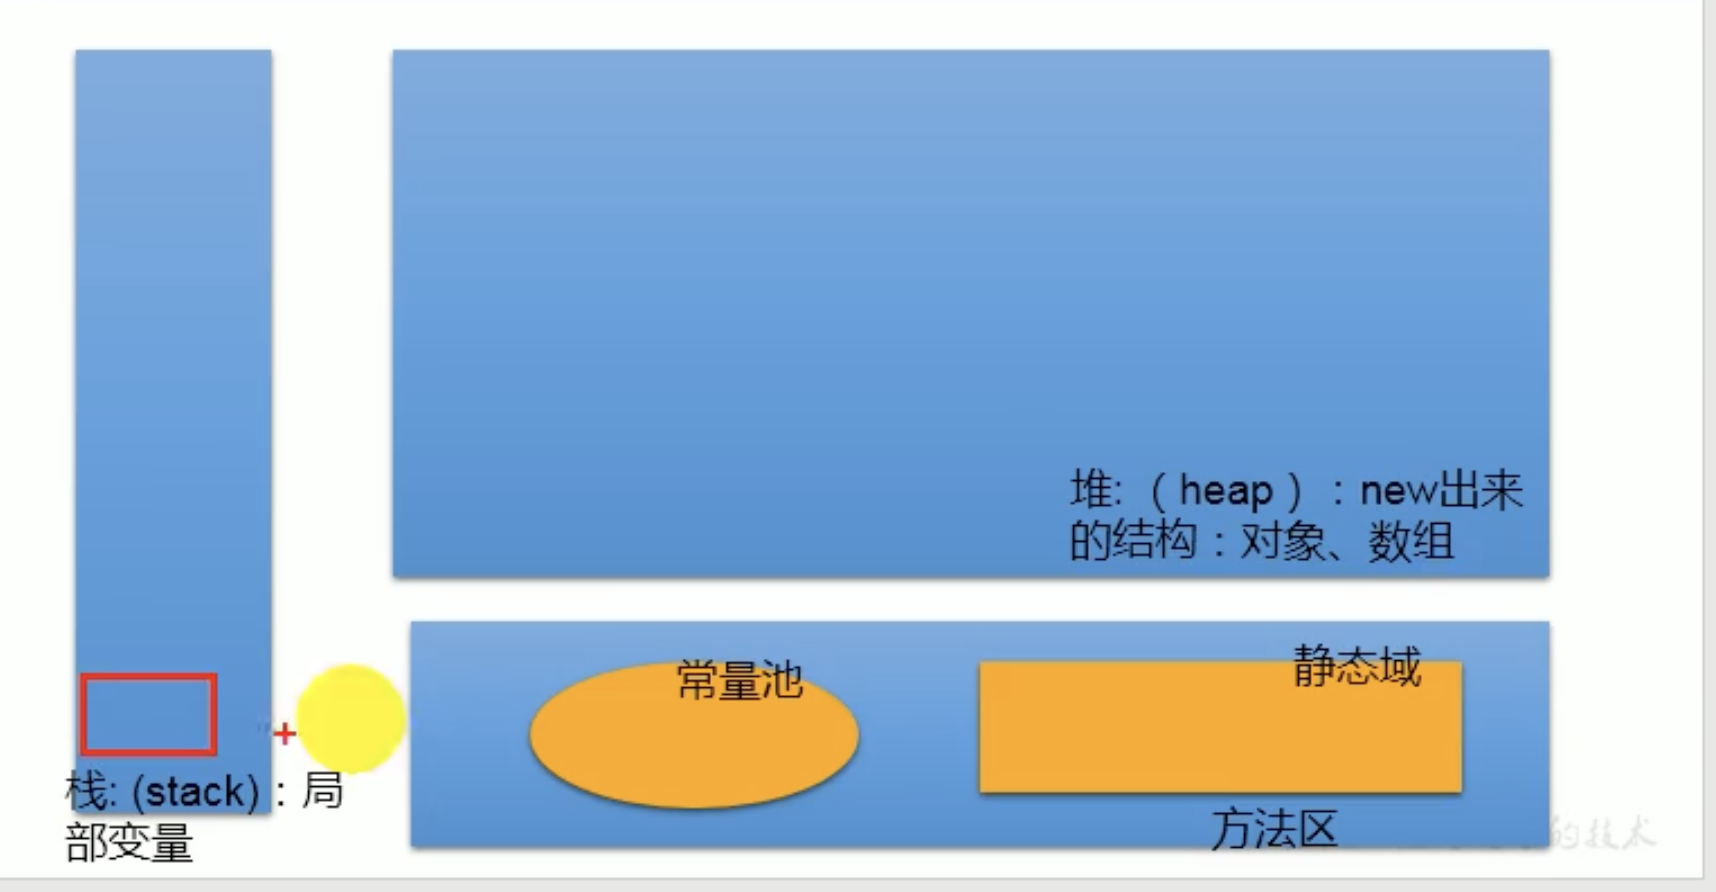 堆:（heap）：new出来
的结构：对象、数组
常量池
静态域
栈: (stack)：局
部变量
方法区
的技术